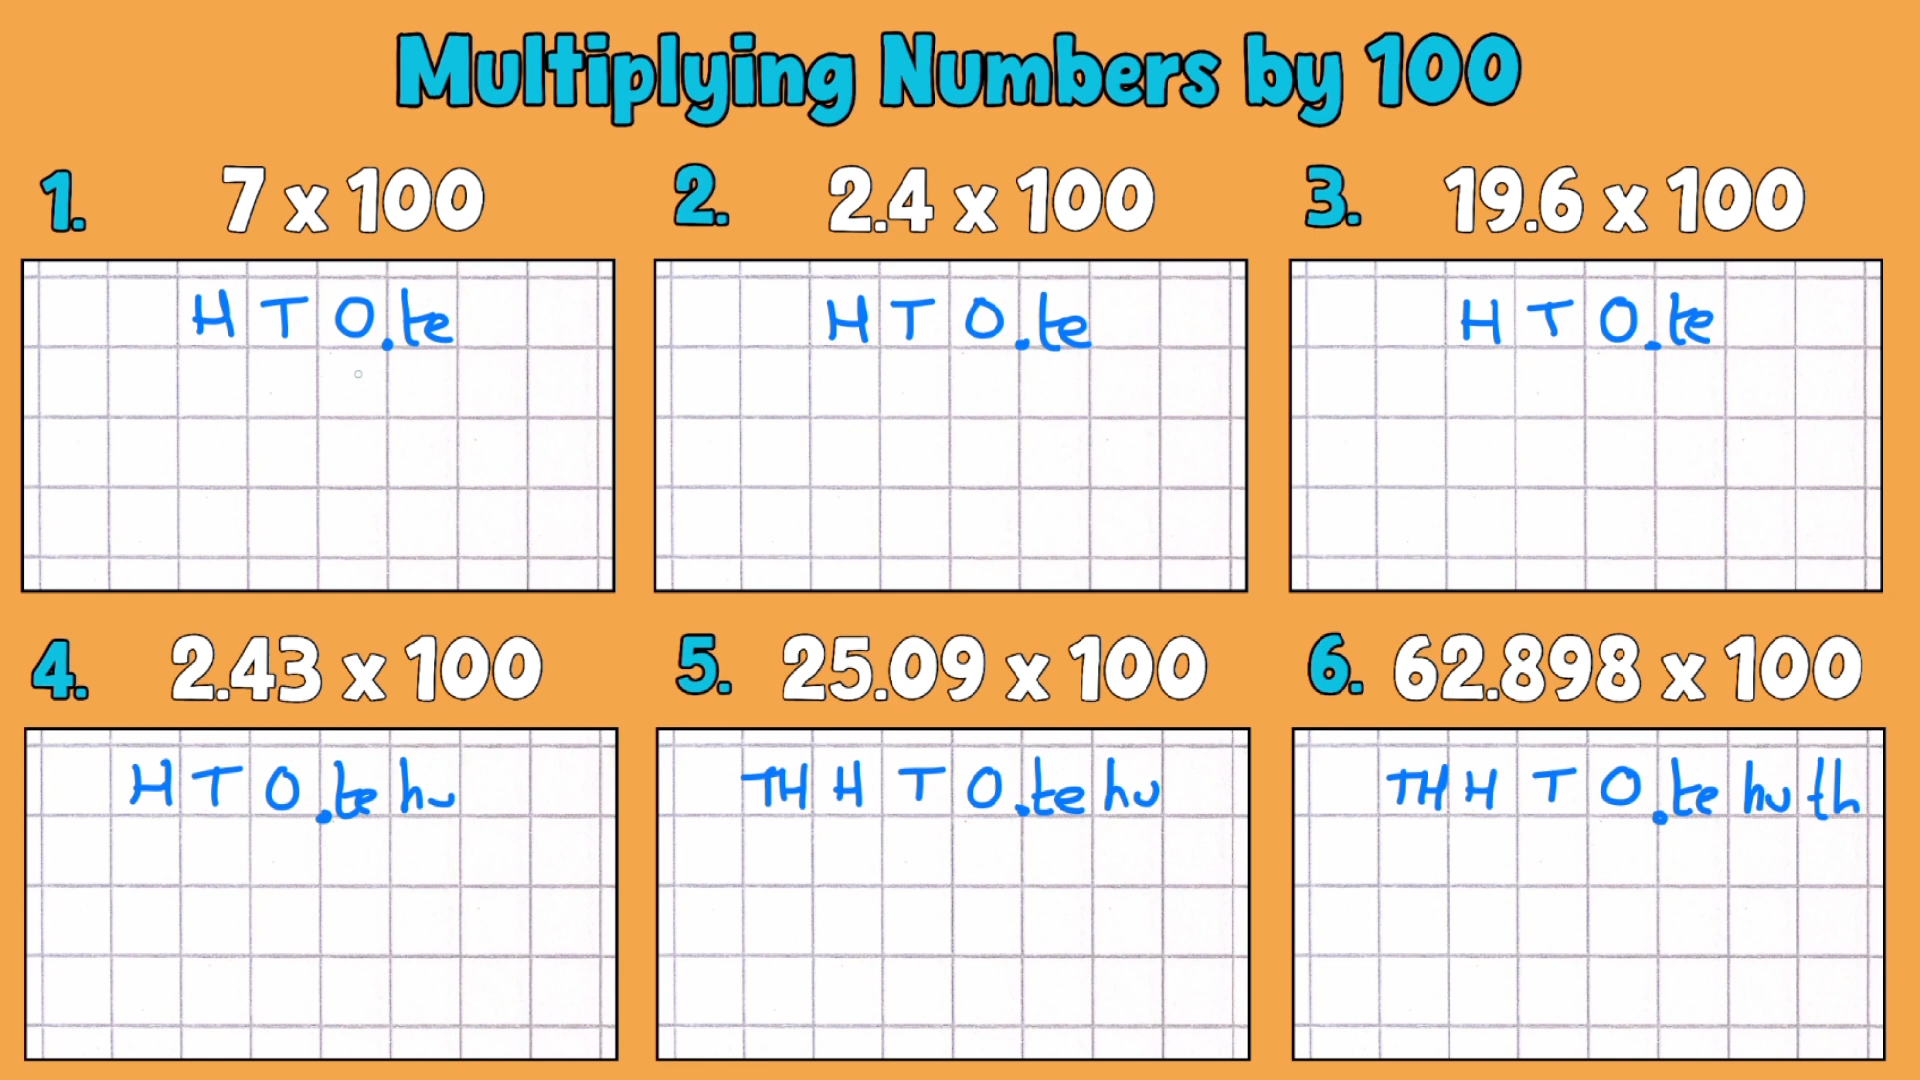 Multiplying Numbers by 100
1. 7 x 100
2. 2.4 x 100
3. 19.6 x 100
H T O.te
H T O.te
H T O.te
4. 2.43 x 100
5. 25.09 x 100
6. 62.898 x 100
H T O.te hu
TH H T O.te hu
TH H T O.te hu th